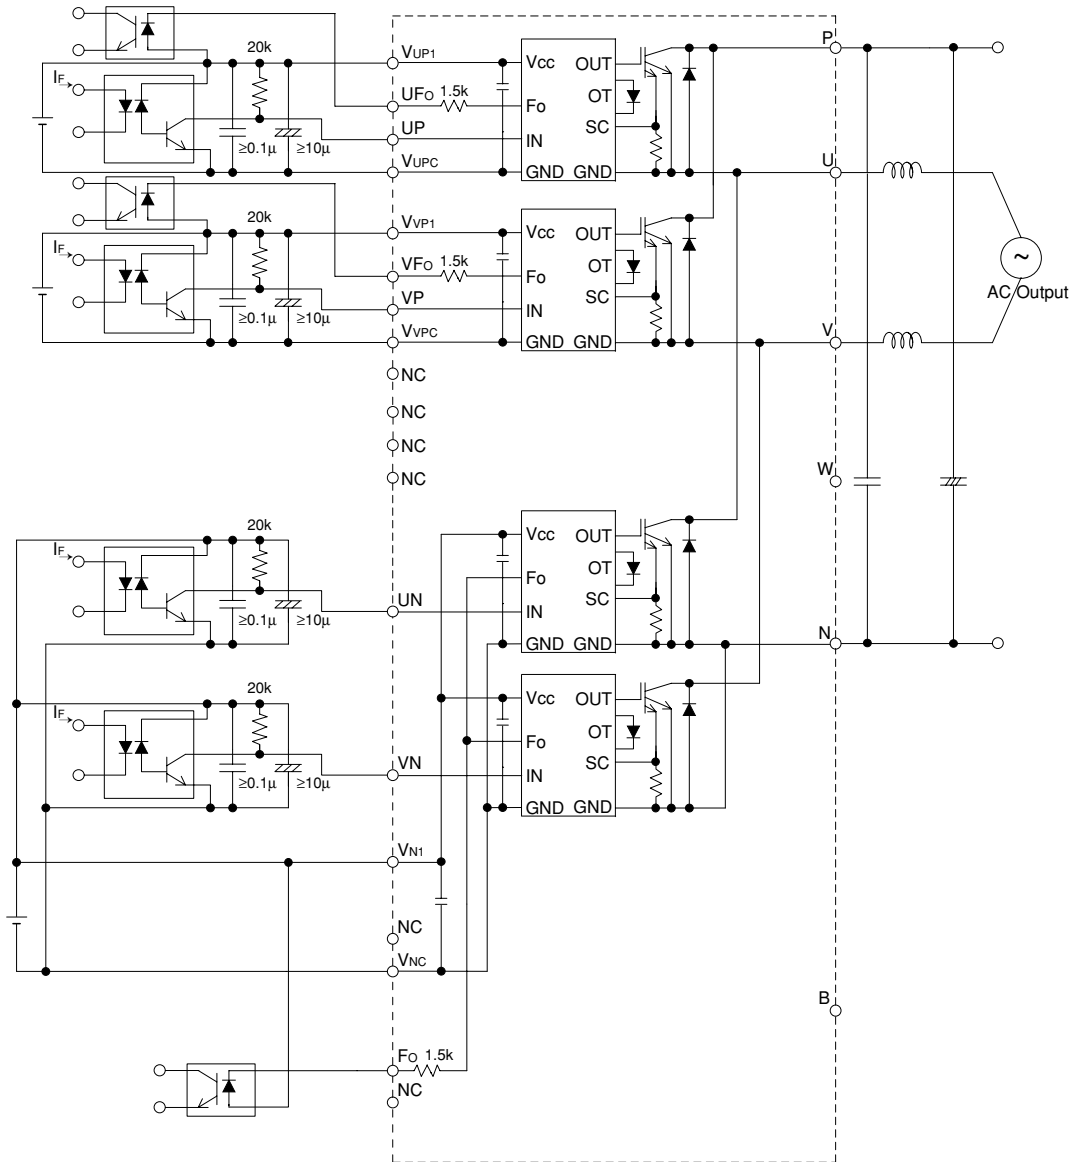 20k
VUP1
P
Vcc
OUT
IF
UFO
1.5k
Fo
OT
UP
IN
SC
≥0.1μ
≥10μ
VUPC
GND
GND
U
20k
VVP1
Vcc
OUT
IF
VFO
1.5k
Fo
OT
~
AC Output
VP
IN
SC
≥0.1μ
≥10μ
VVPC
GND
GND
V
NC
NC
NC
NC
W
20k
Vcc
OUT
IF
Fo
OT
UN
IN
SC
≥0.1μ
≥10μ
GND
GND
N
20k
Vcc
OUT
IF
Fo
OT
VN
IN
SC
≥0.1μ
≥10μ
GND
GND
VN1
NC
VNC
B
FO
1.5k
NC